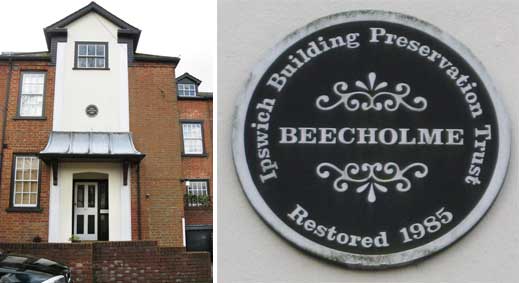 Ipswich Building Preservation Trust
BEECHOLME
Restored 1985